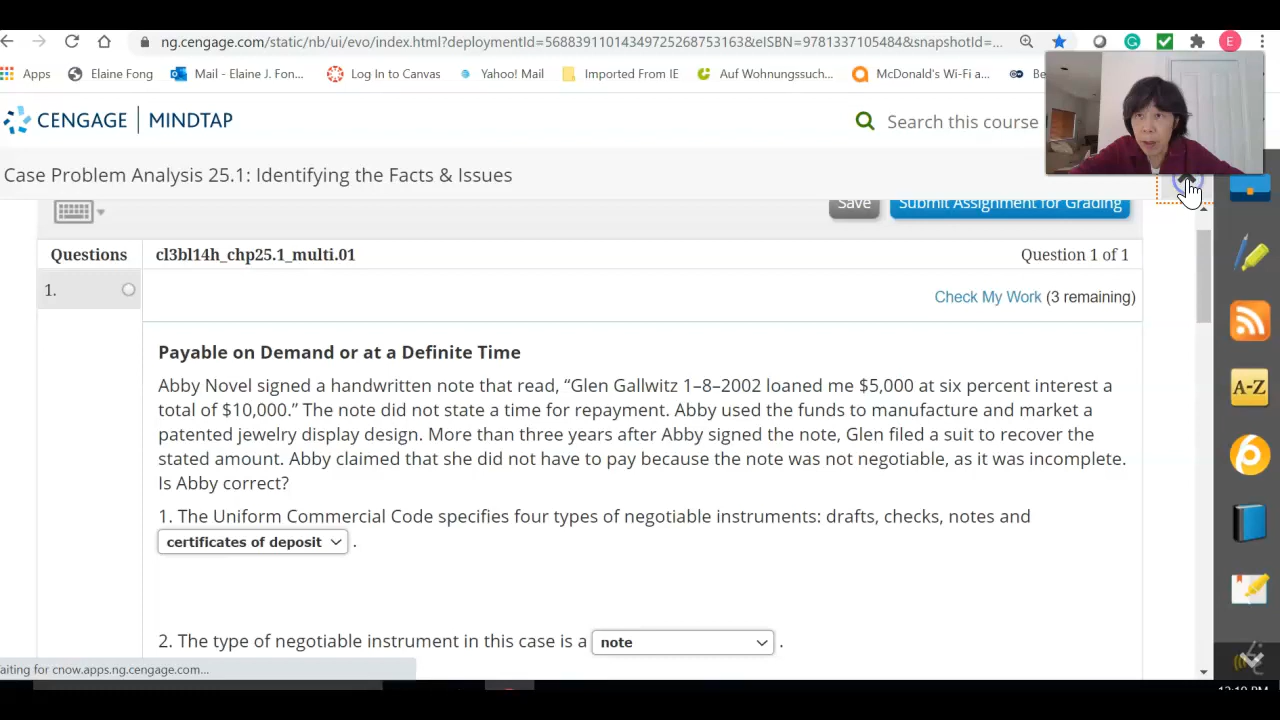 ng.cengage.com/static/nb/ui/evo/index.html?deploymentId=5688391101434972526875316​3&eISBN=9781337105484&snapshotId=...
Apps Elaine Fong Mail - Elaine J Fon... Log In to Canvas: Yahoo! Mail Imported From IE Auf Wohnungssuch... McDonald's Wi-Fi a... Be
CENGAGE MINDTAP Search this course
Case Problem Analysis 25.1: Identifying the Facts & Issues
Save Submit Assignment for Grading
Questions cl3bl14h_chp25.1_multi.01 Question 1 of 1
1.
Check My Work (3 remaining)
Payable on Demand or at a Definite Time
Abby Novel signed a handwritten note that read, “Glen Gallwitz 1–8–2002 loaned me $5,000 at six percent interest a
total of $10,000.” The note did not state a time for repayment. Abby used the funds to manufacture and market a
patented jewelry display design. More than three years after Abby signed the note, Glen filed a suit to recover the
stated amount. Abby claimed that she did not have to pay because the note was not negotiable, as it was incomplete.
Is Abby correct?
1. The Uniform Commercial Code specifies four types of negotiable instruments: drafts, checks, notes and
certificates of deposit .
2. The type of negotiable instrument in this case is a note .
aiting for cnow.apps.ng.cengage.com...
A-Z
E